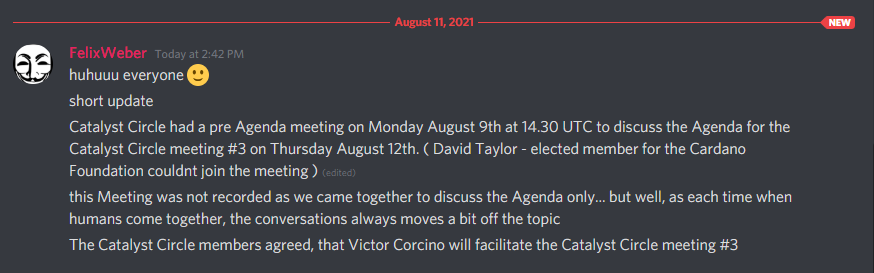 August 11, 2021
NEW
FelixWeber Today at 2:42 PM
huhuuu everyone 🙂
short update
Catalyst Circle had a pre Agenda meeting on Monday August 9th at 14.30 UTC to discuss the Agenda for the
Catalyst Circle meeting #3 on Thursday August 12th. ( David Taylor - elected member for the Cardano
Foundation couldnt join the meeting ) (edited)
this Meeting was not recorded as we came together to discuss the Agenda only... but well, as each time when
humans come together, the conversations always moves a bit off the topic
The Catalyst Circle members agreed, that Victor Corcino will facilitate the Catalyst Circle meeting #3